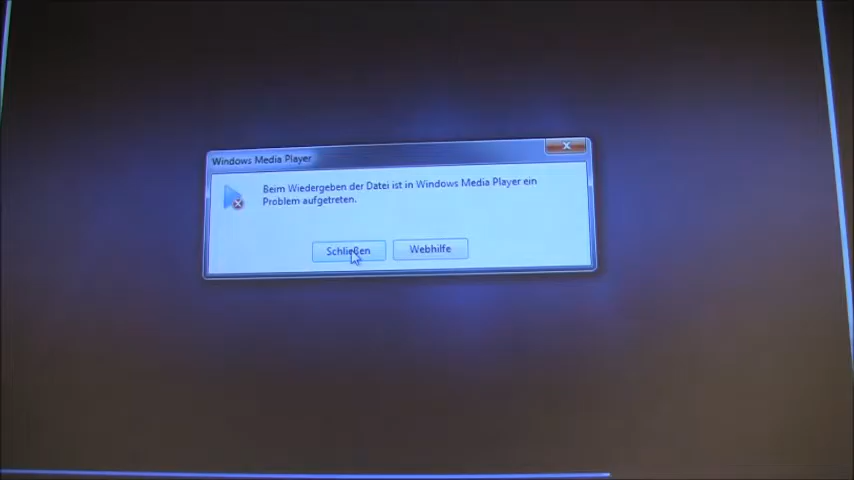 Windows Media Player
Beim Wiedergeben der Datei ist in Windows Media Player ein
Problem aufgetreten.
Schließen Webhilfe